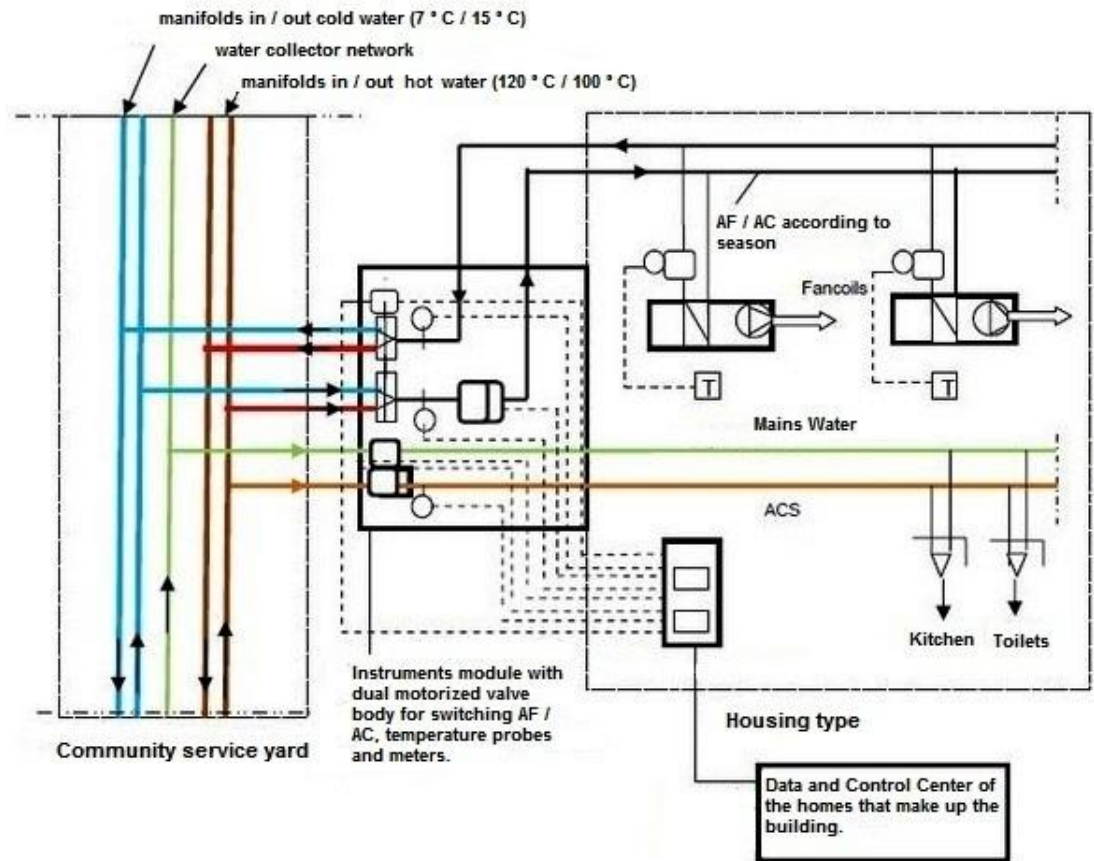 manifolds in / out cold water (7 ° C / 15 ° C)
water collector network
manifolds in / out  hot water (120 ° C / 100 ° C)
AF / AC according to
season
Fancoils
T
T
Mains Water
ACS
Kitchen
Toilets
Instruments module with
dual motorized valve
body for switching AF /
AC, temperature probes
and meters.
Housing type
Community service yard
Data and Control Center of
the homes that make up the
building.